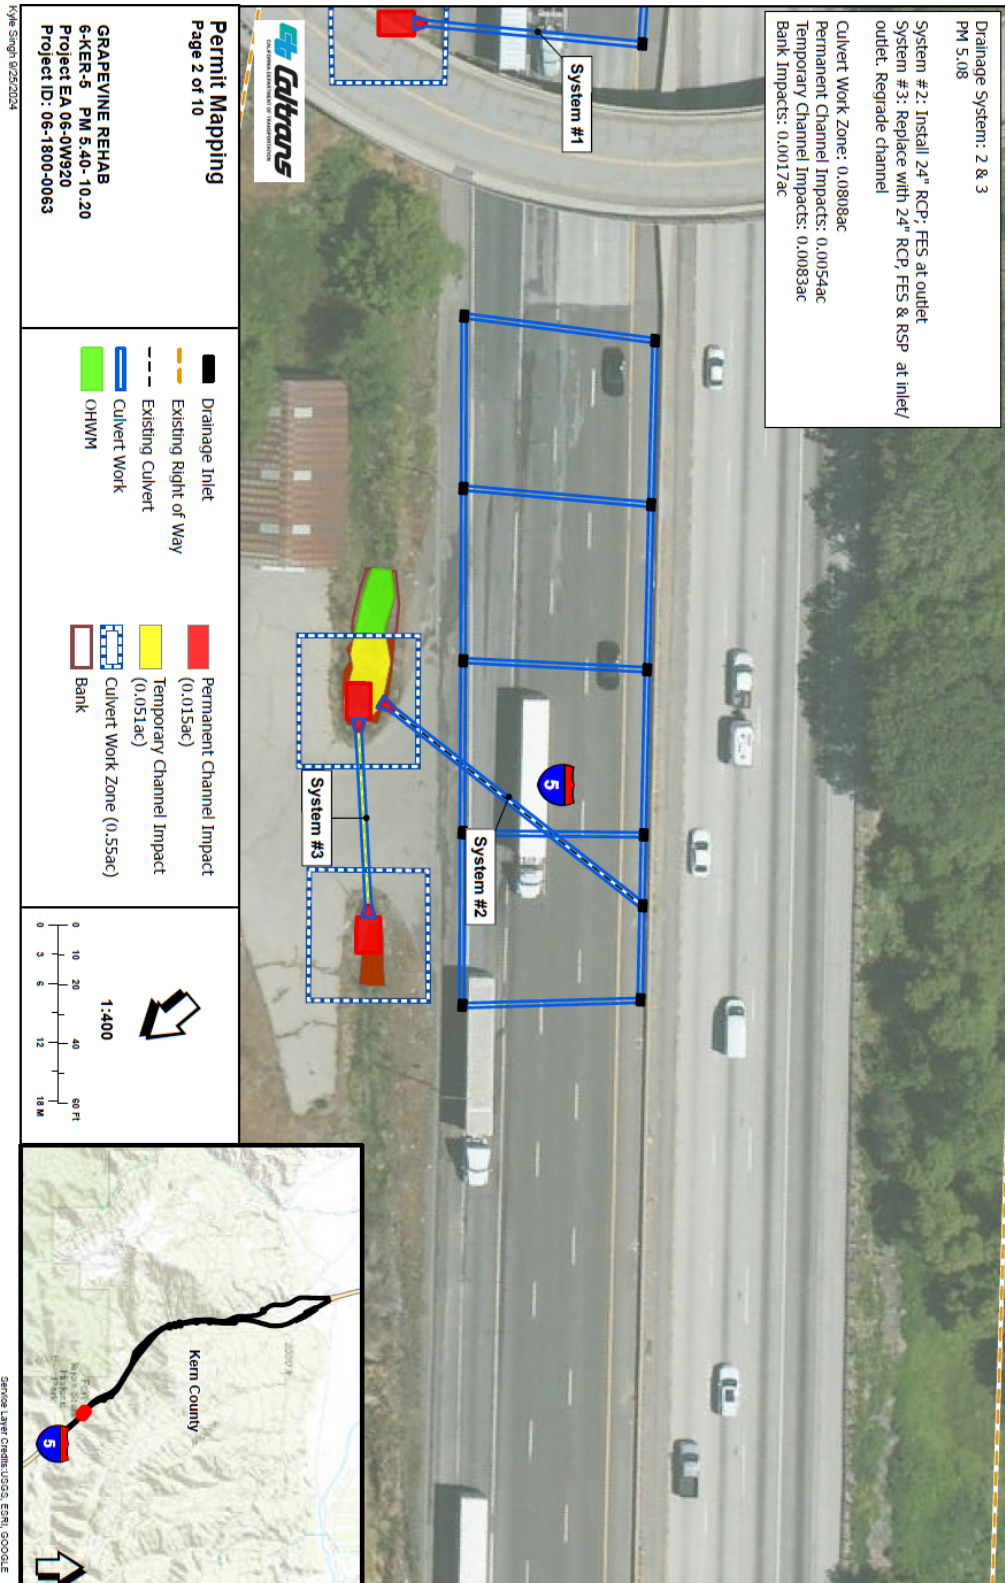 Drainage System: 2 & 3
PM 5.08
System #2: Install 24" RCP; FES at outlet
System #3: Replace with 24" RCP, FES & RSP at inlet/
outlet. Regrade channel
Culvert Work Zone: 0.0808ac
Permanent Channel Impacts: 0.0054ac
Temporary Channel Impacts: 0.0083ac
Bank Impacts: 0.0017ac
System #1
System #2
System #3
5
Caltrans
CALIFORNIA DEPARTMENT OF TRANSPORTATION
Permit Mapping
Page 2 of 10
GRAPEVINE REHAB
6-KER-5 PM 5.40- 10.20
Project EA 06-0W920
Project ID: 06-1800-0063
Drainage Inlet
Existing Right of Way
Existing Culvert
Culvert Work
OHWM
Permanent Channel Impact
(0.015ac)
Temporary Channel Impact
(0.051ac)
Culvert Work Zone (0.55ac)
Bank
1:400
0 10 20 40 60 Ft
0 3 6 12 18 M
Kern County
5
Kyle Singh 9/25/2024
Service Layer Credits:USGS, ESRI, GOOGLE